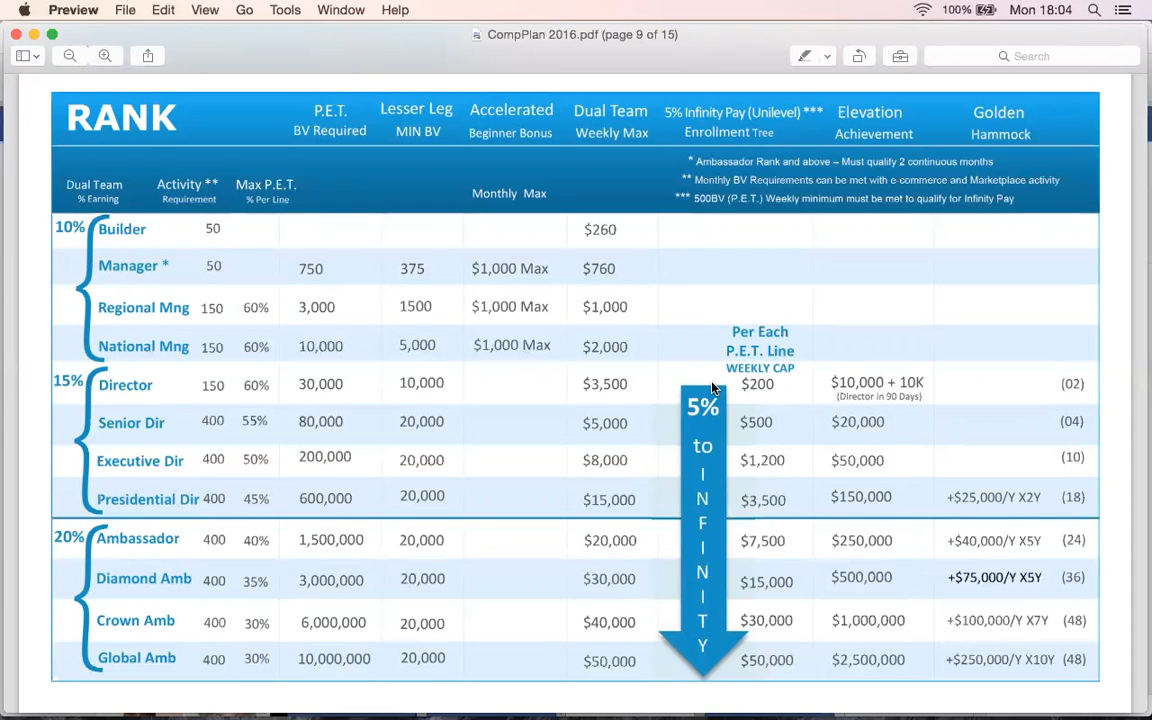 Preview File Edit View Go Tools Window Help 100% Mon 18:04
CompPlan 2016.pdf (page 9 of 15)
Search
RANK
P.E.T. BV Required
Lesser Leg MIN BV
Accelerated Beginner Bonus
Dual Team Weekly Max
5% Infinity Pay (Unilevel) *** Enrollment Tree
Elevation Achievement
Golden Hammock
* Ambassador Rank and above – Must qualify 2 continuous months
** Monthly BV Requirements can be met with e-commerce and Marketplace activity
*** 500BV (P.E.T.) Weekly minimum must be met to qualify for Infinity Pay
Dual Team % Earning
Activity ** Requirement
Max P.E.T. % Per Line
Monthly Max
10% Builder 50 $260
Manager * 50 750 375 $1,000 Max $760
Regional Mng 150 60% 3,000 1500 $1,000 Max $1,000
National Mng 150 60% 10,000 5,000 $1,000 Max $2,000
Per Each
P.E.T. Line
WEEKLY CAP
15% Director 150 60% 30,000 10,000 $3,500 $200 $10,000 + 10K (02)
(Director in 90 Days)
Senior Dir 400 55% 80,000 20,000 $5,000 $500 $20,000 (04)
Executive Dir 400 50% 200,000 20,000 $8,000 $1,200 $50,000 (10)
Presidential Dir 400 45% 600,000 20,000 $15,000 $3,500 $150,000 +$25,000/Y X2Y (18)
20% Ambassador 400 40% 1,500,000 20,000 $20,000 $7,500 $250,000 +$40,000/Y X5Y (24)
Diamond Amb 400 35% 3,000,000 20,000 $30,000 $15,000 $500,000 +$75,000/Y X5Y (36)
Crown Amb 400 30% 6,000,000 20,000 $40,000 $30,000 $1,000,000 +$100,000/Y X7Y (48)
Global Amb 400 30% 10,000,000 20,000 $50,000 $50,000 $2,500,000 +$250,000/Y X10Y (48)
5%
to
I
N
F
I
N
I
T
Y